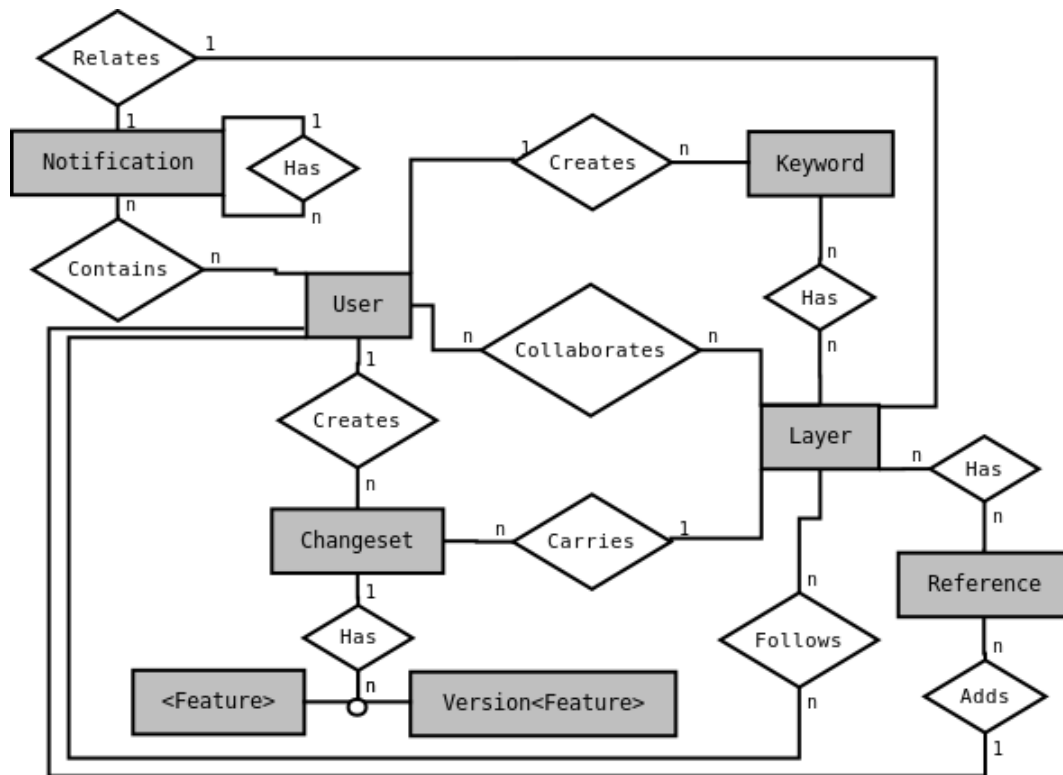 Relates
1
1
Notification
1
Has
n
n
Contains
n
1
Creates
n
Keyword
n
Has
n
User
n
Collaborates
n
1
Creates
n
Layer
n
Has
n
Changeset
n
Carries
1
Reference
1
Has
n
n
Follows
n
n
Adds
1
<Feature>
Version<Feature>